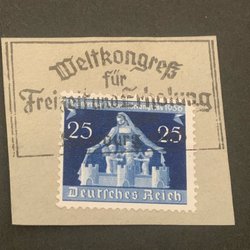 Weltkongreß
für
Freizeit und Erholung
25 25
Deutsches Reich